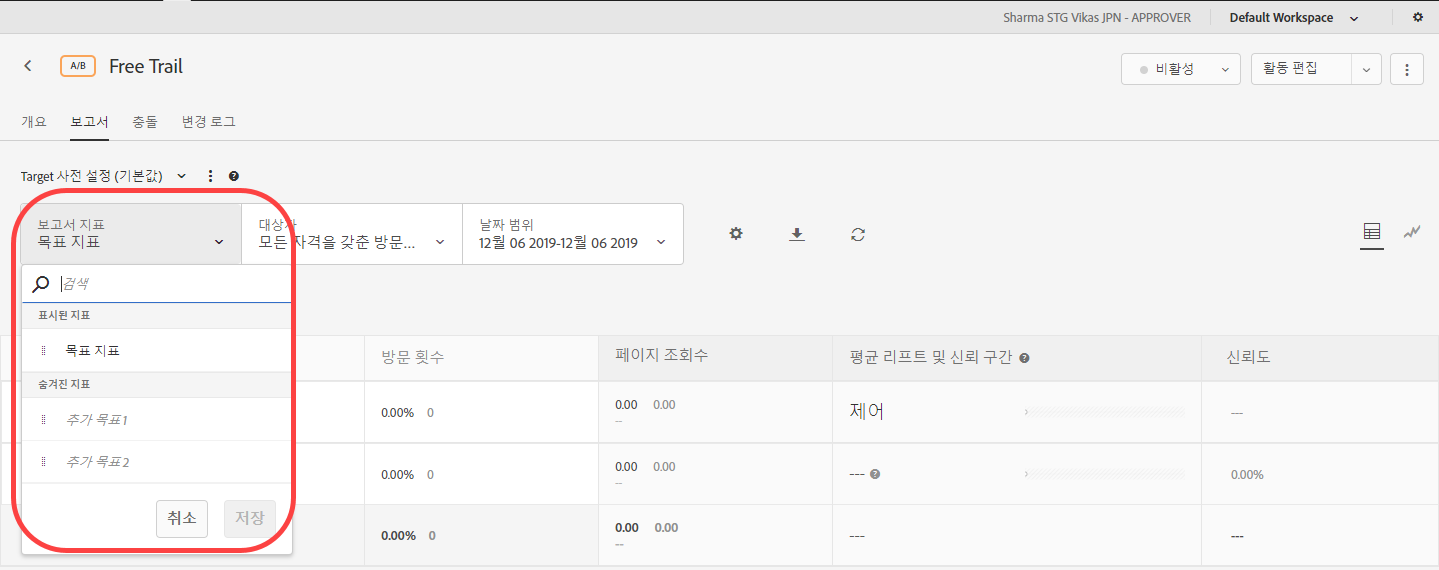 Sharma STG Vikas JPN - APPROVER Default Workspace
A/B Free Trail
비활성 활동 편집
개요 보고서 충돌 변경 로그
Target 사전 설정 (기본값)
보고서 지표 대상자 날짜 범위
목표 지표 모든 자격을 갖춘 방문... 12월 06 2019-12월 06 2019
검색
표시된 지표
목표 지표
숨겨진 지표
추가 목표1
추가 목표2
취소 저장
방문 횟수 페이지 조회수 평균 리프트 및 신뢰 구간 신뢰도
0.00% 0 0.00 0.00 제어 ---
--
0.00% 0 0.00 0.00 --- 0.00%
--
0.00% 0 0.00 0.00 --- ---
--